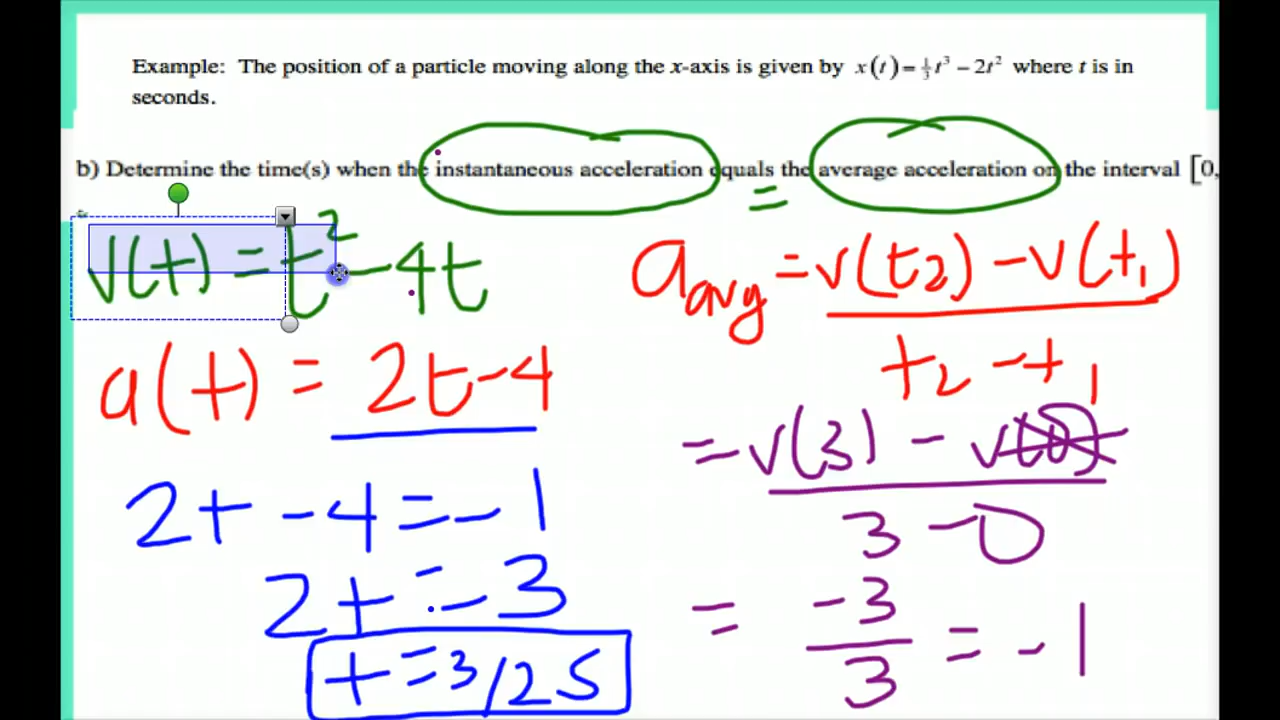 Example: The position of a particle moving along the x-axis is given by x(t)=⅓t³ − 2t² where t is in
seconds.
b) Determine the time(s) when the instantaneous acceleration equals the average acceleration on the interval [0,
=
v(t) = t² − 4t
a(t) = 2t − 4
2t − 4 = −1
2t = − 3
t = 3/2 s
a avg = v(t₂) − v(t₁)
t₂ − t₁
= v(3) − v(0)
3 − 0
= −3
3
= −1